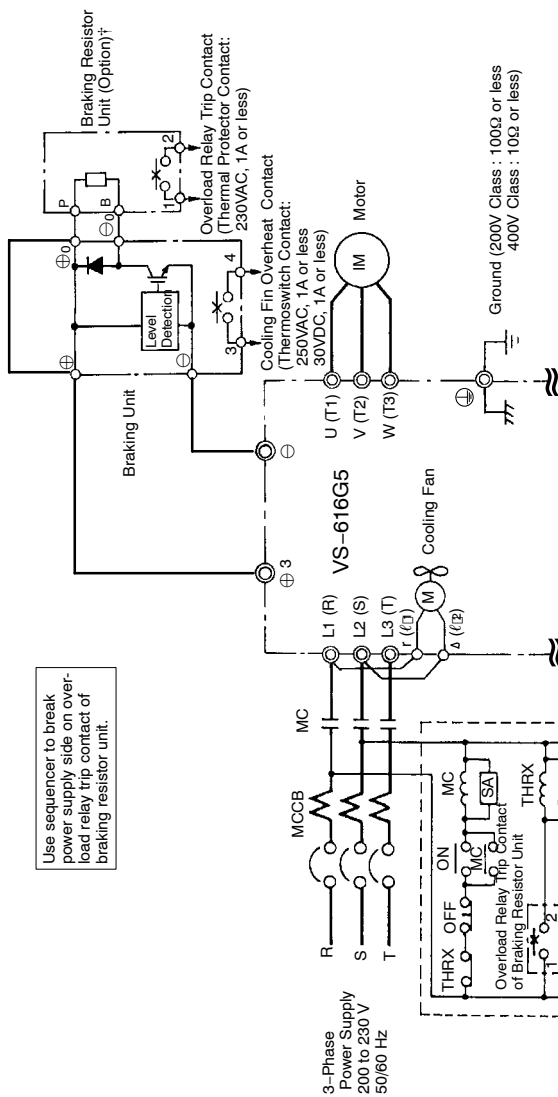 Use sequencer to break
power supply side on over-
load relay trip contact of
braking resistor unit.
Braking Resistor
Unit (Option)†
P
B
⊕0
⊖0
1
2
Overload Relay Trip Contact
(Thermal Protector Contact:
230VAC, 1A or less)
⊕
⊖
Level
Detection
3
4
Braking Unit
Cooling Fin Overheat Contact
(Thermoswitch Contact:
250VAC, 1A or less
30VDC, 1A or less)
⊕ 3
⊖
VS-616G5
3-Phase
Power Supply
200 to 230 V
50/60 Hz
R
S
T
MCCB
MC
L1 (R)
L2 (S)
L3 (T)
U (T1)
V (T2)
W (T3)
IM
Motor
M
Cooling Fan
Ground (200V Class : 100Ω or less
400V Class : 10Ω or less
THRX
OFF
ON
MC
MC
SA
Overload Relay Trip Contact
of Braking Resistor Unit
1
2
THRX